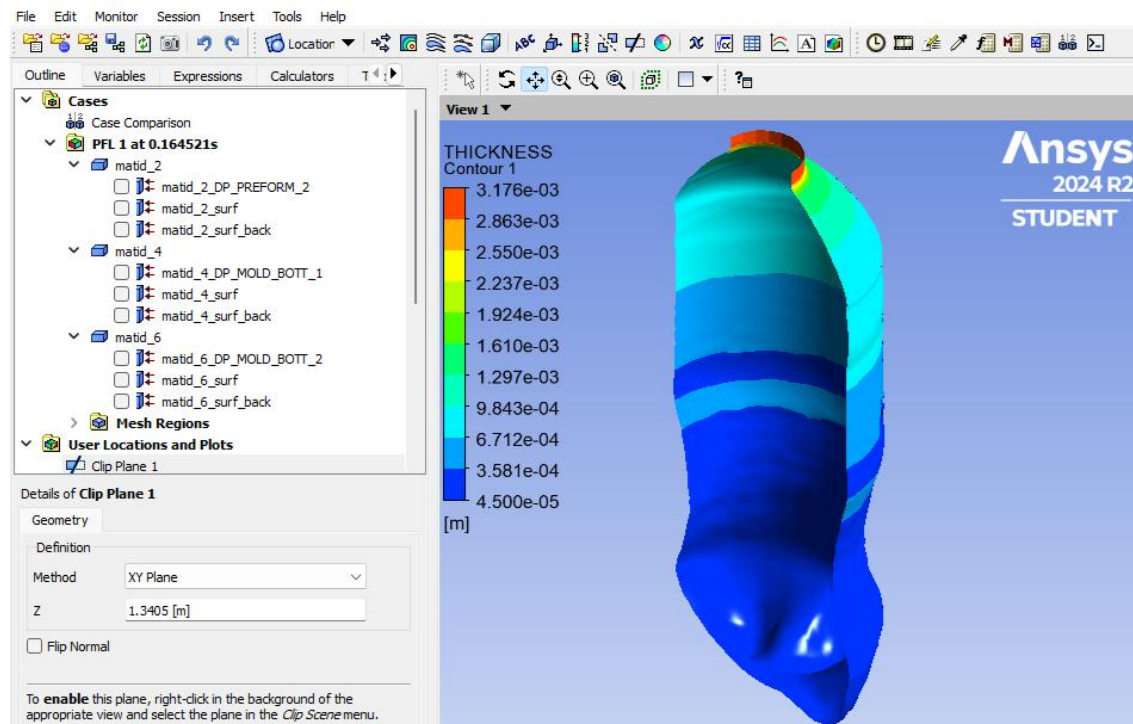 File Edit Monitor Session Insert Tools Help
Location
Outline Variables Expressions Calculators T
Cases
Case Comparison
PFL 1 at 0.164521s
matid_2
matid_2_DP_PREFORM_2
matid_2_surf
matid_2_surf_back
matid_4
matid_4_DP_MOLD_BOTT_1
matid_4_surf
matid_4_surf_back
matid_6
matid_6_DP_MOLD_BOTT_2
matid_6_surf
matid_6_surf_back
Mesh Regions
User Locations and Plots
Clip Plane 1
Details of Clip Plane 1
Geometry
Definition
Method XY Plane
Z 1.3405 [m]
Flip Normal
To enable this plane, right-click in the background of the
appropriate view and select the plane in the Clip Scene menu.
View 1
THICKNESS
Contour 1
3.176e-03
2.863e-03
2.550e-03
2.237e-03
1.924e-03
1.610e-03
1.297e-03
9.843e-04
6.712e-04
3.581e-04
4.500e-05
[m]
Ansys
2024 R2
STUDENT